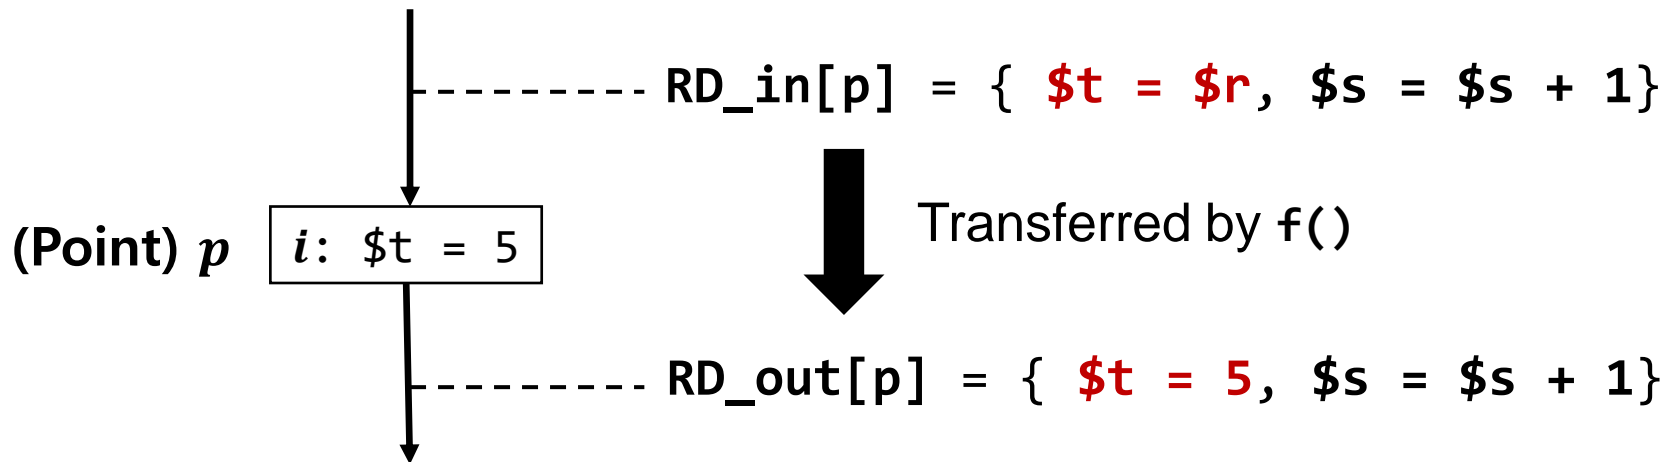 RD_in[p] = { $t = $r, $s = $s + 1}
(Point) p
i: $t = 5
Transferred by f()
RD_out[p] = { $t = 5, $s = $s + 1}